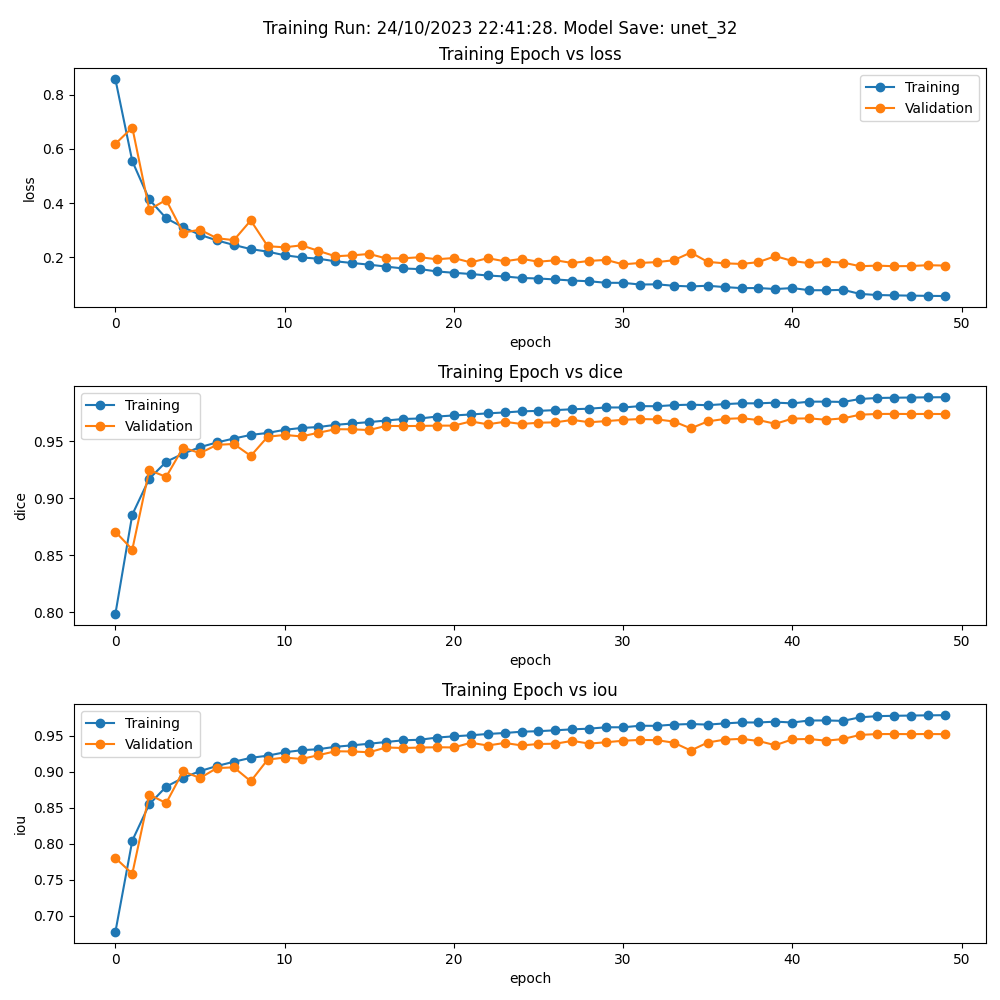 Training Run: 24/10/2023 22:41:28. Model Save: unet_32
Training Epoch vs loss
Training
Validation
0.8
0.6
0.4
0.2
loss
0 10 20 30 40 50
epoch
Training Epoch vs dice
Training
Validation
0.95
0.90
0.85
0.80
dice
0 10 20 30 40 50
epoch
Training Epoch vs iou
Training
Validation
0.95
0.90
0.85
0.80
0.75
0.70
iou
0 10 20 30 40 50
epoch